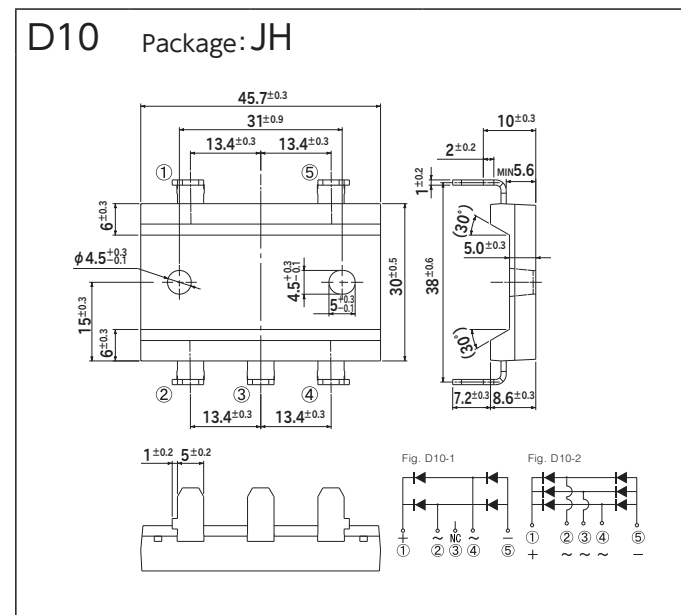 D10 Package: JH
45.7±0.3
31±0.9
13.4±0.3 13.4±0.3
① ⑤
6±0.3
φ4.5+0.3−0.1
15±0.3
6±0.3
4.5+0.3−0.1
5+0.3−0.1
30±0.5
② ③ ④
13.4±0.3 13.4±0.3
10±0.3
2±0.2
MIN5.6
1±0.2
(30°)
5.0±0.3
38±0.6
(30°)
7.2±0.3 8.6±0.3
1±0.2 5±0.2
Fig. D10-1
+ ~ NC ~ −
① ② ③ ④ ⑤
Fig. D10-2
① ② ③ ④ ⑤
+ ~ ~ ~ −